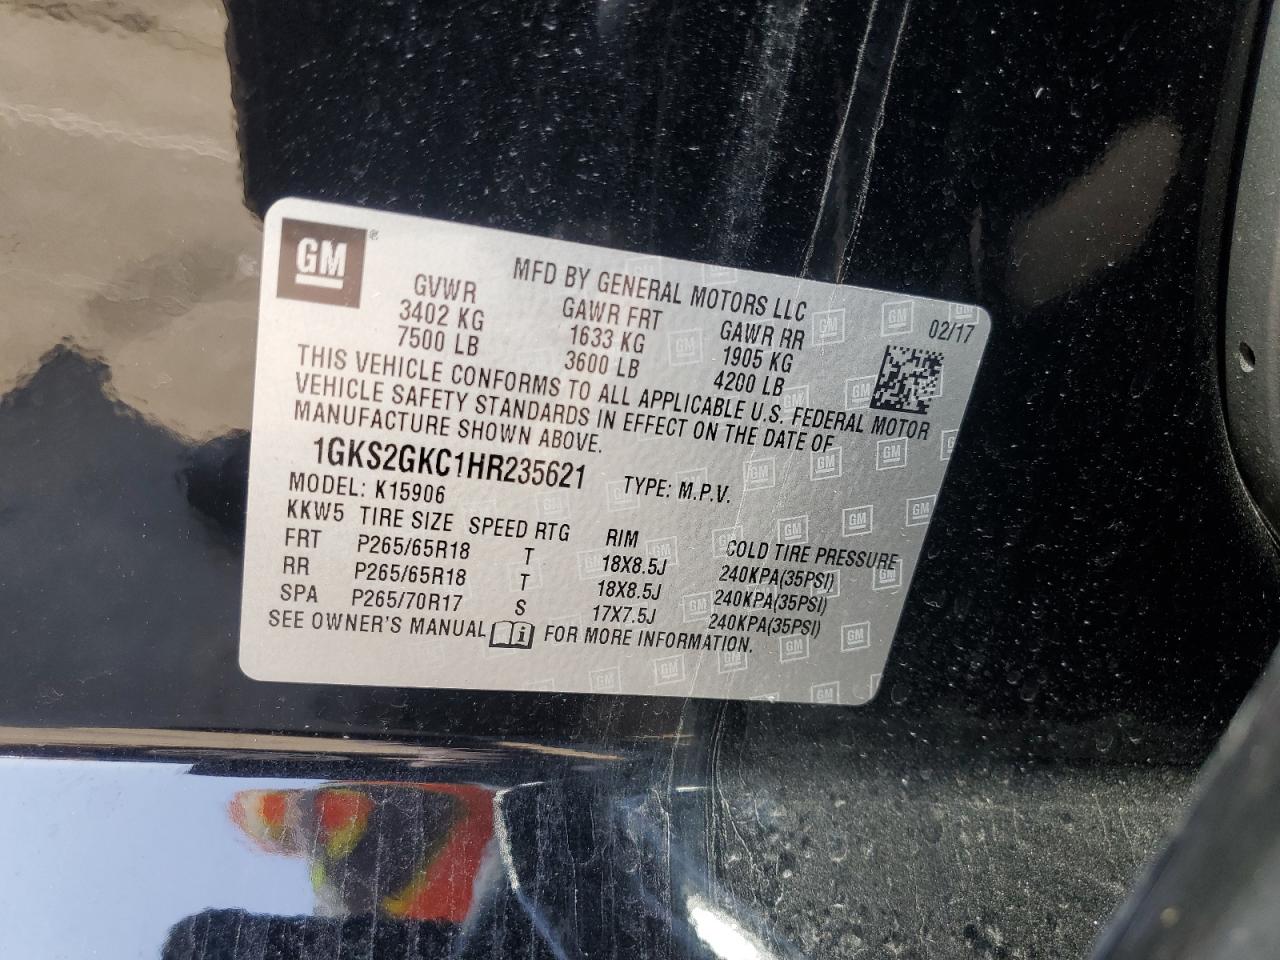 GM ®
MFD BY GENERAL MOTORS LLC
GVWR GAWR FRT GAWR RR 02/17
3402 KG 1633 KG 1905 KG
7500 LB 3600 LB 4200 LB
THIS VEHICLE CONFORMS TO ALL APPLICABLE U.S. FEDERAL MOTOR
VEHICLE SAFETY STANDARDS IN EFFECT ON THE DATE OF
MANUFACTURE SHOWN ABOVE.
1GKS2GKC1HR235621 TYPE: M.P.V.
MODEL: K15906
KKW5 TIRE SIZE SPEED RTG RIM COLD TIRE PRESSURE
FRT P265/65R18 T 18X8.5J 240KPA(35PSI)
RR P265/65R18 T 18X8.5J 240KPA(35PSI)
SPA P265/70R17 S 17X7.5J 240KPA(35PSI)
SEE OWNER'S MANUAL i FOR MORE INFORMATION.